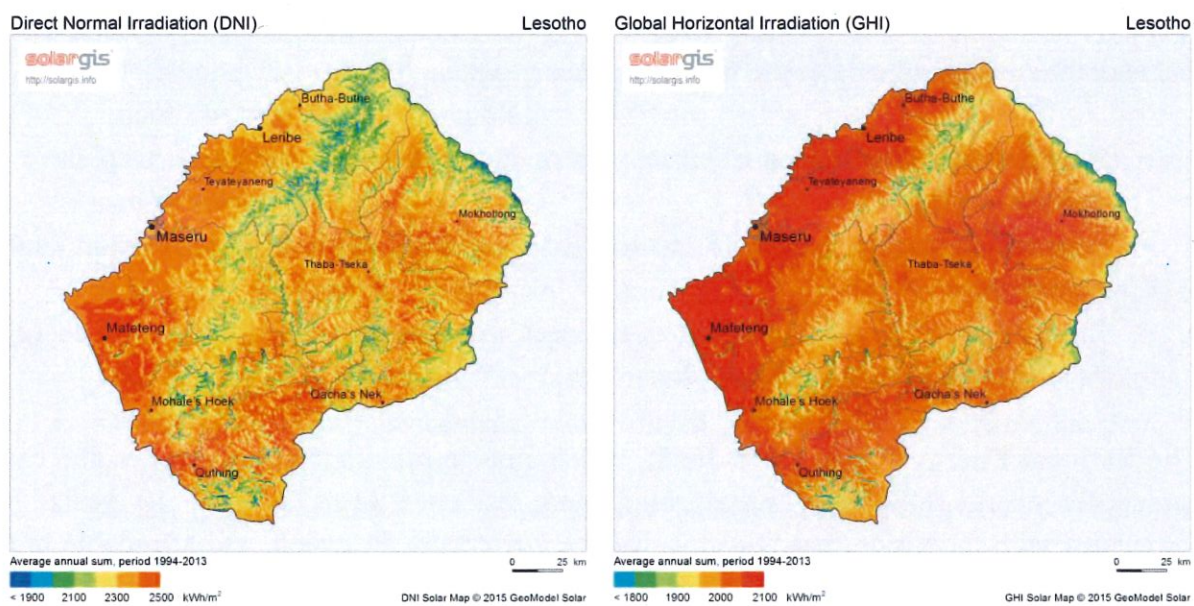 Direct Normal Irradiation (DNI) Lesotho
solargis
http://solargis.info
Butha-Buthe
Leribe
Teyateyaneng
Mokhotlong
Maseru
Thaba-Tseka
Mafeteng
Qacha's Nek
Mohale's Hoek
Quthing
Average annual sum, period 1994-2013
0 25 km
< 1900 2100 2300 2500 kWh/m²
DNI Solar Map © 2015 GeoModel Solar
Global Horizontal Irradiation (GHI) Lesotho
solargis
http://solargis.info
Butha-Buthe
Leribe
Teyateyaneng
Mokhotlong
Maseru
Thaba-Tseka
Mafeteng
Qacha's Nek
Mohale's Hoek
Quthing
Average annual sum, period 1994-2013
0 25 km
< 1800 1900 2000 2100 kWh/m²
GHI Solar Map © 2015 GeoModel Solar